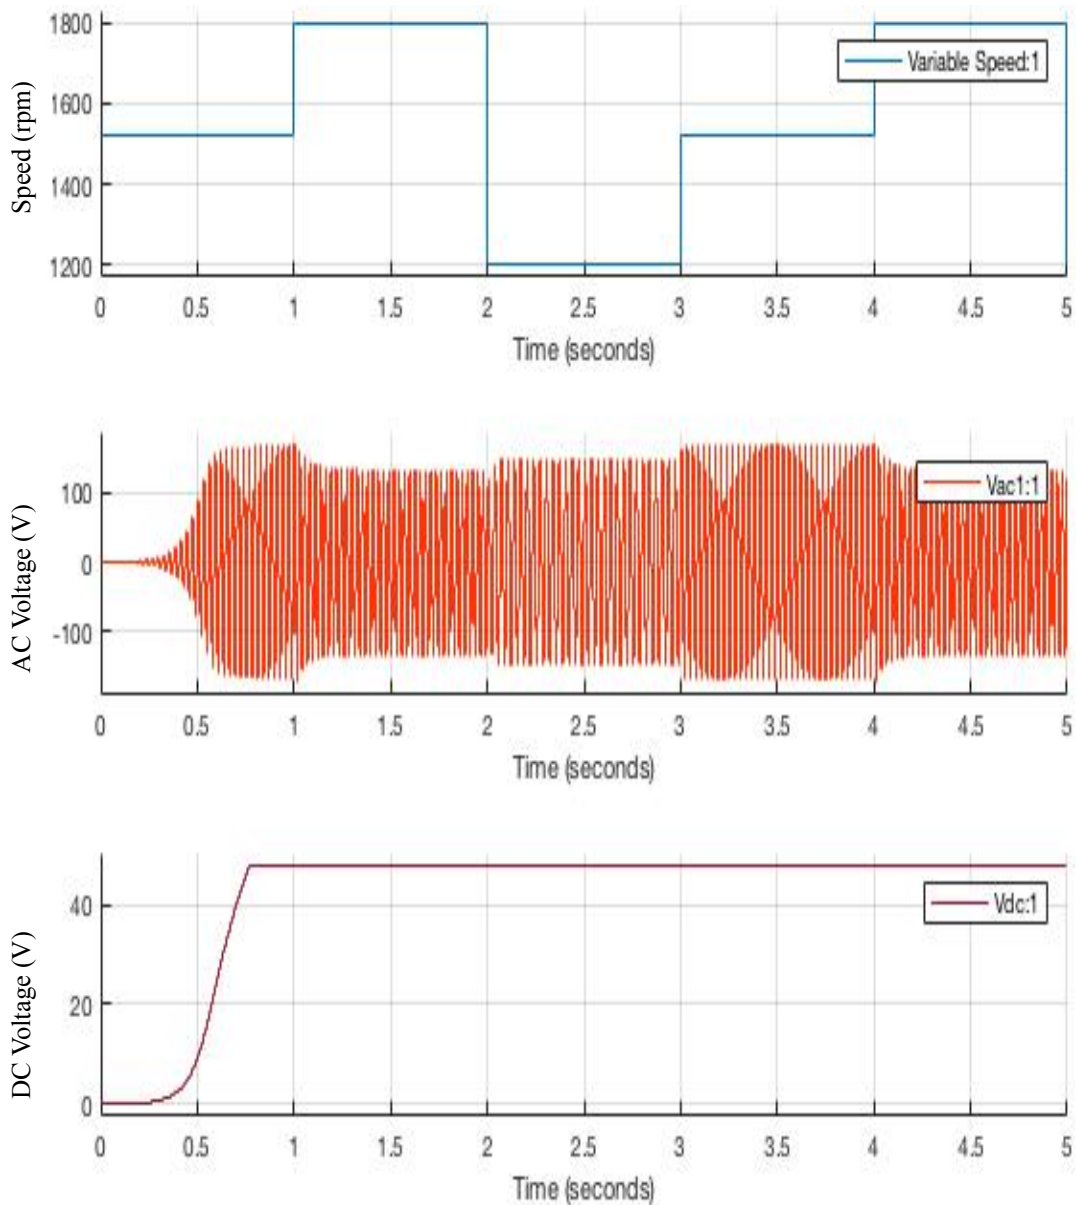 Speed (rpm)
1800
1600
1400
1200
Variable Speed:1
0 0.5 1 1.5 2 2.5 3 3.5 4 4.5 5
Time (seconds)
AC Voltage (V)
100
0
-100
Vac1:1
0 0.5 1 1.5 2 2.5 3 3.5 4 4.5 5
Time (seconds)
DC Voltage (V)
40
20
0
Vdc:1
0 0.5 1 1.5 2 2.5 3 3.5 4 4.5 5
Time (seconds)